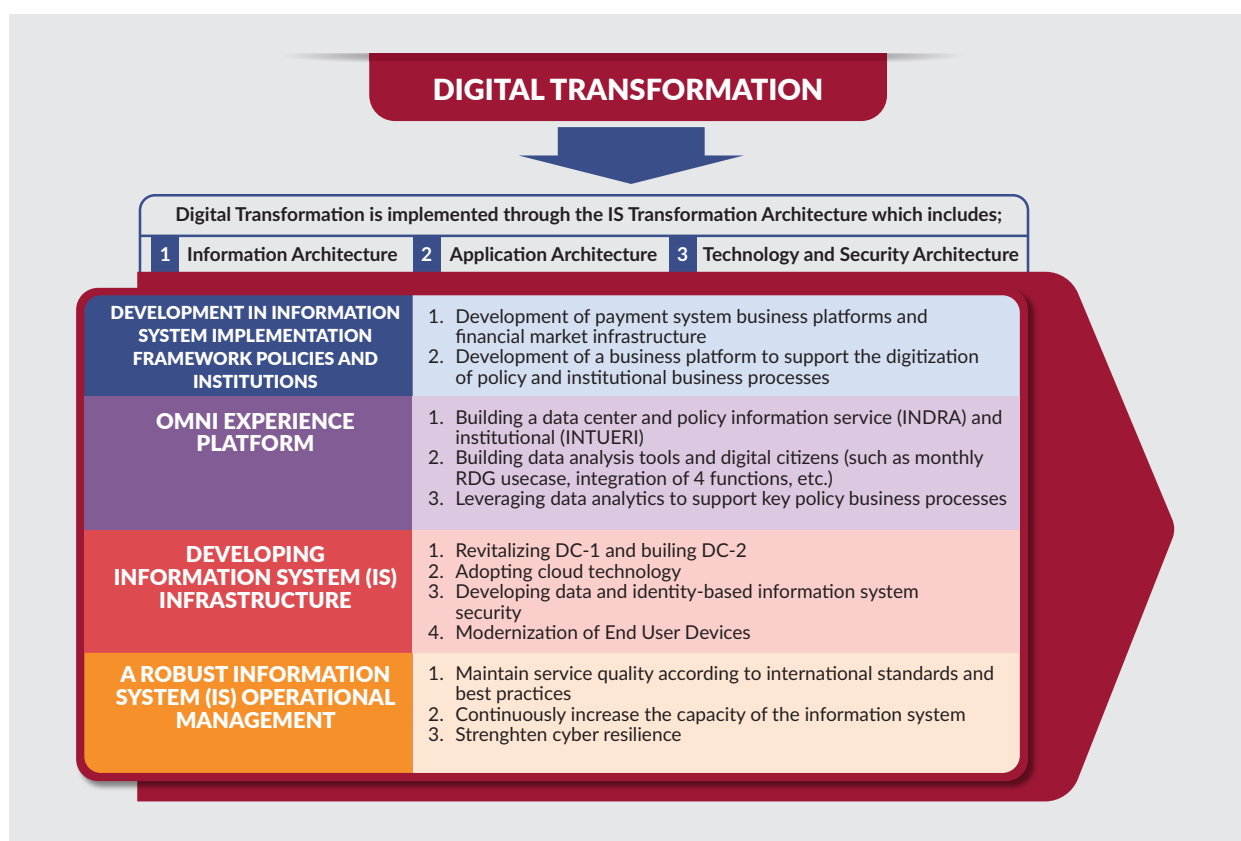 DIGITAL TRANSFORMATION
Digital Transformation is implemented through the IS Transformation Architecture which includes;
1 Information Architecture 2 Application Architecture 3 Technology and Security Architecture
DEVELOPMENT IN INFORMATION
SYSTEM IMPLEMENTATION
FRAMEWORK POLICIES AND
INSTITUTIONS
1. Development of payment system business platforms and
financial market infrastructure
2. Development of a business platform to support the digitization
of policy and institutional business processes
OMNI EXPERIENCE
PLATFORM
1. Building a data center and policy information service (INDRA) and
institutional (INTUERI)
2. Building data analysis tools and digital citizens (such as monthly
RDG usecase, integration of 4 functions, etc.)
3. Leveraging data analytics to support key policy business processes
DEVELOPING
INFORMATION SYSTEM (IS)
INFRASTRUCTURE
1. Revitalizing DC-1 and builing DC-2
2. Adopting cloud technology
3. Developing data and identity-based information system
security
4. Modernization of End User Devices
A ROBUST INFORMATION
SYSTEM (IS) OPERATIONAL
MANAGEMENT
1. Maintain service quality according to international standards and
best practices
2. Continuously increase the capacity of the information system
3. Strenghten cyber resilience